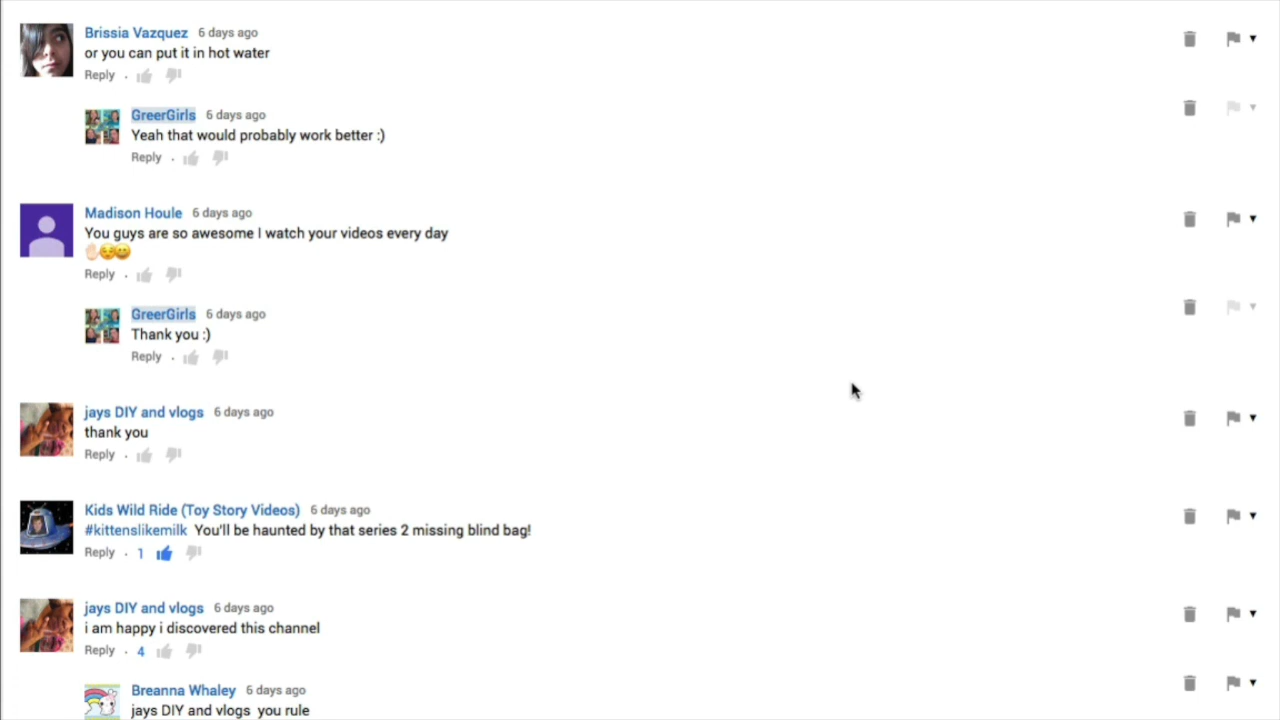 Brissia Vazquez 6 days ago
or you can put it in hot water
Reply .
GreerGirls 6 days ago
Yeah that would probably work better :)
Reply .
Madison Houle 6 days ago
You guys are so awesome I watch your videos every day
✋🏻😌😄
Reply .
GreerGirls 6 days ago
Thank you :)
Reply .
jays DIY and vlogs 6 days ago
thank you
Reply .
Kids Wild Ride (Toy Story Videos) 6 days ago
#kittenslikemilk You'll be haunted by that series 2 missing blind bag!
Reply . 1
jays DIY and vlogs 6 days ago
i am happy i discovered this channel
Reply . 4
Breanna Whaley 6 days ago
jays DIY and vlogs you rule